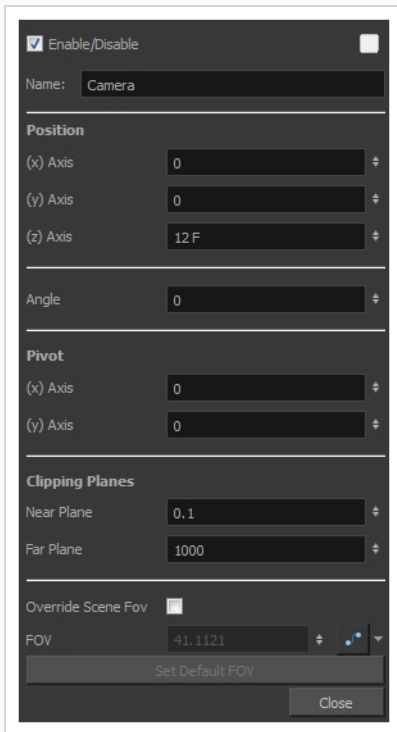 Enable/Disable
Name: Camera
Position
(x) Axis 0
(y) Axis 0
(z) Axis 12 F
Angle 0
Pivot
(x) Axis 0
(y) Axis 0
Clipping Planes
Near Plane 0.1
Far Plane 1000
Override Scene Fov
FOV 41.1121
Set Default FOV
Close